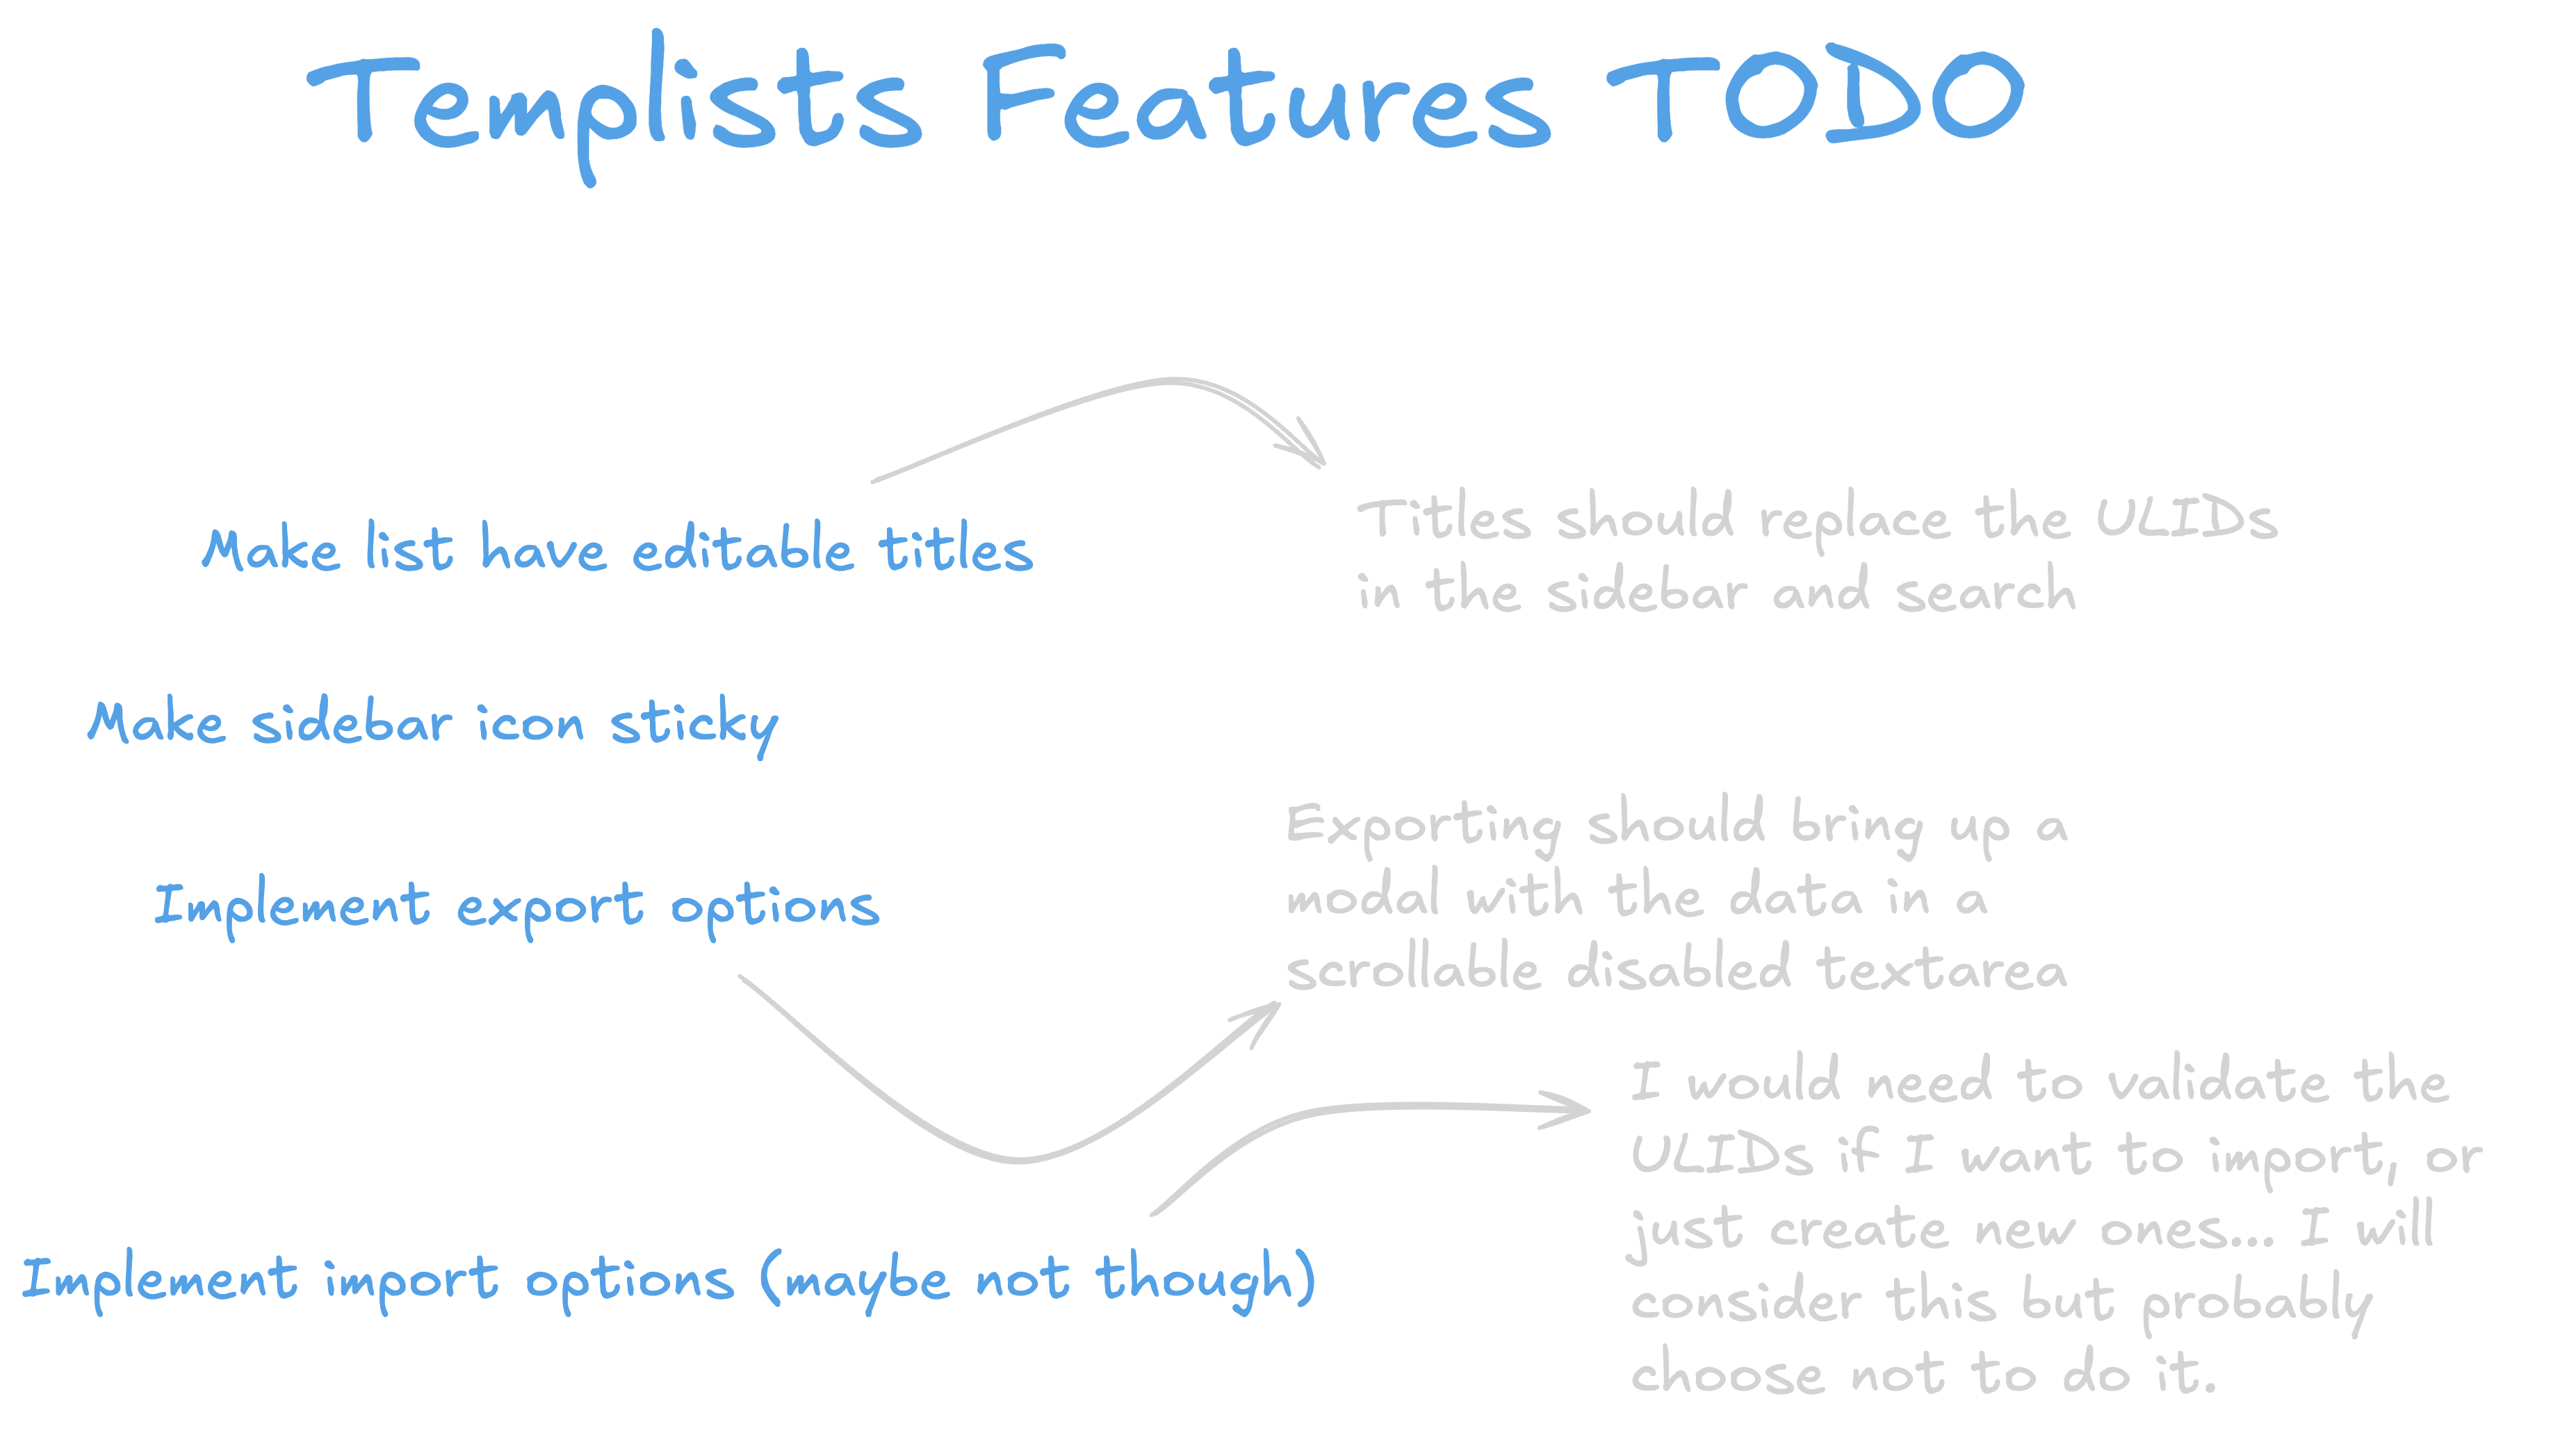 Templists Features TODO
Make list have editable titles
Titles should replace the ULIDs
in the sidebar and search
Make sidebar icon sticky
Implement export options
Exporting should bring up a
modal with the data in a
scrollable disabled textarea
Implement import options (maybe not though)
I would need to validate the
ULIDs if I want to import, or
just create new ones... I will
consider this but probably
choose not to do it.